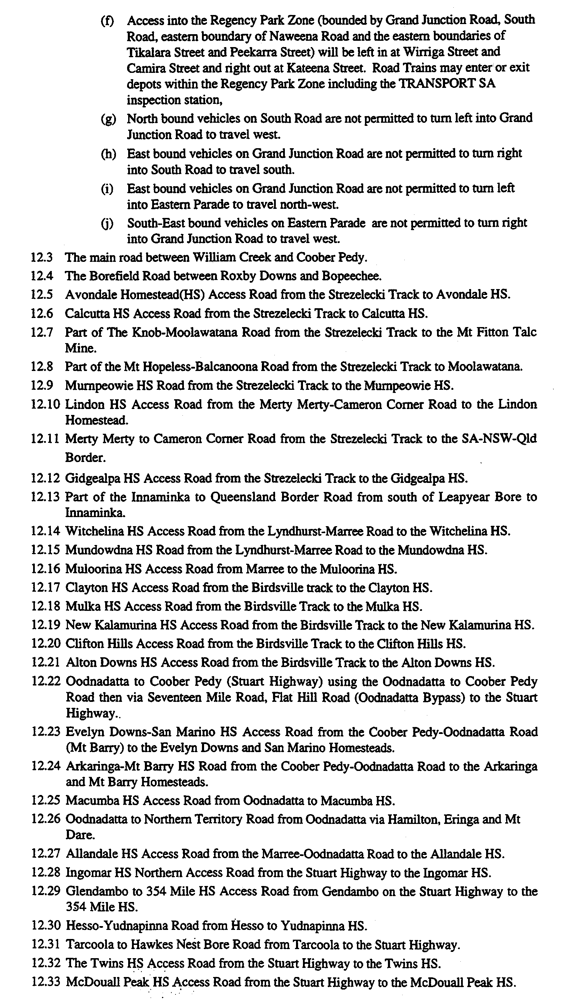 (f) Access into the Regency Park Zone (bounded by Grand Junction Road, South
Road, eastern boundary of Naweena Road and the eastern boundaries of
Tikalara Street and Peekarra Street) will be left in at Wirriga Street and
Camira Street and right out at Kateena Street. Road Trains may enter or exit
depots within the Regency Park Zone including the TRANSPORT SA
inspection station,
(g) North bound vehicles on South Road are not permitted to turn left into Grand
Junction Road to travel west.
(h) East bound vehicles on Grand Junction Road are not permitted to turn right
into South Road to travel south.
(i) East bound vehicles on Grand Junction Road are not permitted to turn left
into Eastern Parade to travel north-west.
(j) South-East bound vehicles on Eastern Parade are not permitted to turn right
into Grand Junction Road to travel west.
12.3 The main road between William Creek and Coober Pedy.
12.4 The Borefield Road between Roxby Downs and Bopeechee.
12.5 Avondale Homestead(HS) Access Road from the Strezelecki Track to Avondale HS.
12.6 Calcutta HS Access Road from the Strezelecki Track to Calcutta HS.
12.7 Part of The Knob-Moolawatana Road from the Strezelecki Track to the Mt Fitton Talc
Mine.
12.8 Part of the Mt Hopeless-Balcanoona Road from the Strezelecki Track to Moolawatana.
12.9 Murnpeowie HS Road from the Strezelecki Track to the Murnpeowie HS.
12.10 Lindon HS Access Road from the Merty Merty-Cameron Corner Road to the Lindon
Homestead.
12.11 Merty Merty to Cameron Corner Road from the Strezelecki Track to the SA-NSW-Qld
Border.
12.12 Gidgealpa HS Access Road from the Strezelecki Track to the Gidgealpa HS.
12.13 Part of the Innaminka to Queensland Border Road from south of Leapyear Bore to
Innaminka.
12.14 Witchelina HS Access Road from the Lyndhurst-Marree Road to the Witchelina HS.
12.15 Mundowdna HS Road from the Lyndhurst-Marree Road to the Mundowdna HS.
12.16 Muloorina HS Access Road from Marree to the Muloorina HS.
12.17 Clayton HS Access Road from the Birdsville track to the Clayton HS.
12.18 Mulka HS Access Road from the Birdsville Track to the Mulka HS.
12.19 New Kalamurina HS Access Road from the Birdsville Track to the New Kalamurina HS.
12.20 Clifton Hills Access Road from the Birdsville Track to the Clifton Hills HS.
12.21 Alton Downs HS Access Road from the Birdsville Track to the Alton Downs HS.
12.22 Oodnadatta to Coober Pedy (Stuart Highway) using the Oodnadatta to Coober Pedy
Road then via Seventeen Mile Road, Flat Hill Road (Oodnadatta Bypass) to the Stuart
Highway..
12.23 Evelyn Downs-San Marino HS Access Road from the Coober Pedy-Oodnadatta Road
(Mt Barry) to the Evelyn Downs and San Marino Homesteads.
12.24 Arkaringa-Mt Barry HS Road from the Coober Pedy-Oodnadatta Road to the Arkaringa
and Mt Barry Homesteads.
12.25 Macumba HS Access Road from Oodnadatta to Macumba HS.
12.26 Oodnadatta to Northern Territory Road from Oodnadatta via Hamilton, Eringa and Mt
Dare.
12.27 Allandale HS Access Road from the Marree-Oodnadatta Road to the Allandale HS.
12.28 Ingomar HS Northern Access Road from the Stuart Highway to the Ingomar HS.
12.29 Glendambo to 354 Mile HS Access Road from Gendambo on the Stuart Highway to the
354 Mile HS.
12.30 Hesso-Yudnapinna Road from Hesso to Yudnapinna HS.
12.31 Tarcoola to Hawkes Nest Bore Road from Tarcoola to the Stuart Highway.
12.32 The Twins HS Access Road from the Stuart Highway to the Twins HS.
12.33 McDouall Peak HS Access Road from the Stuart Highway to the McDouall Peak HS.